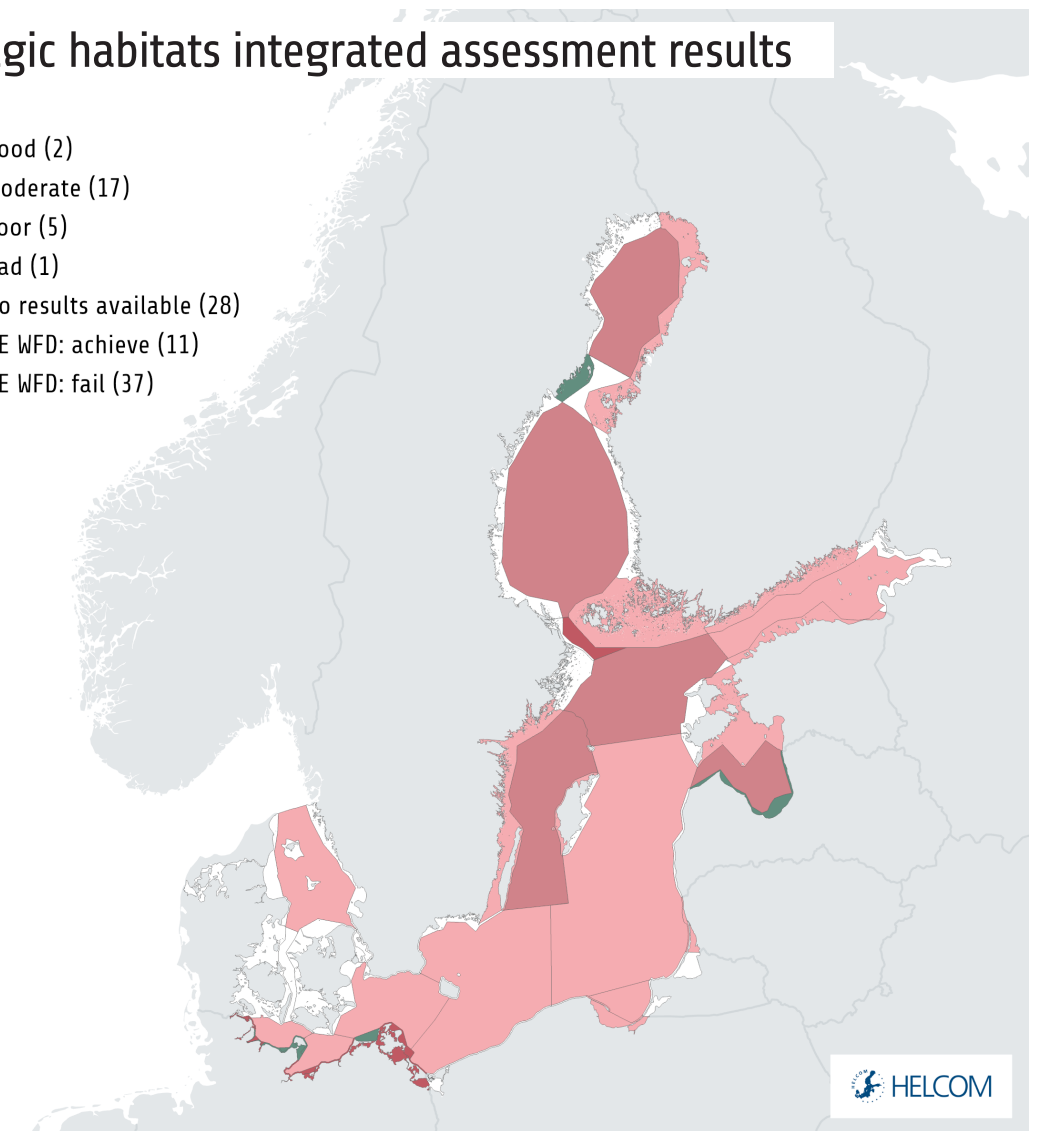 gic habitats integrated assessment results
ood (2)
oderate (17)
oor (5)
ad (1)
o results available (28)
E WFD: achieve (11)
E WFD: fail (37)
HELCOM
HELCOM